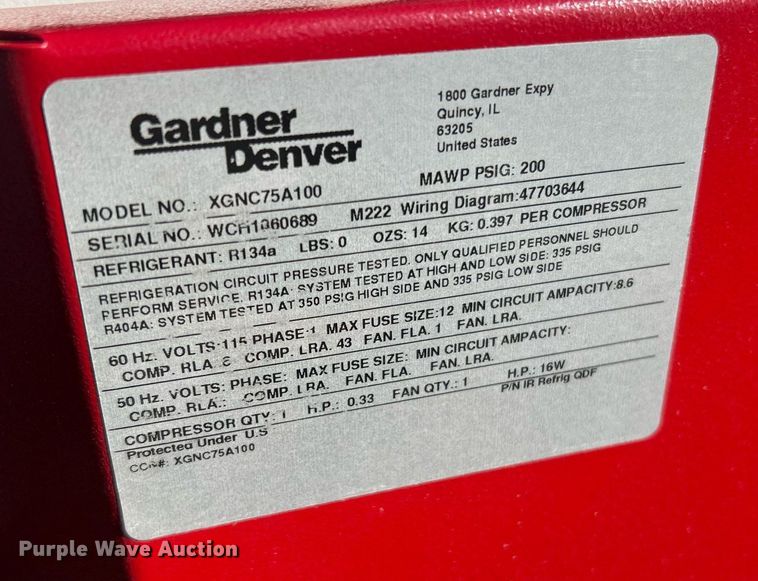 Gardner
Denver
1800 Gardner Expy
Quincy, IL
63205
United States
MODEL NO.: XGNC75A100
MAWP PSIG: 200
SERIAL NO.:
M222 Wiring Diagram:47703644
REFRIGERANT: R134a LBS: 0 OZS: 14 KG: 0.397 PER COMPRESSOR
REFRIGERATION CIRCUIT PRESSURE TESTED. ONLY QUALIFIED PERSONNEL SHOULD
PERFORM SERVICE. R134A: SYSTEM TESTED AT HIGH AND LOW SIDE: 335 PSIG
R404A: SYSTEM TESTED AT 350 PSIG HIGH SIDE AND 335 PSIG LOW SIDE
60 Hz. VOLTS:115 PHASE:1 MAX FUSE SIZE:12 MIN CIRCUIT AMPACITY:8.6
COMP. RLA COMP. LRA. 43 FAN. FLA. 1 FAN. LRA.
50 Hz. VOLTS: PHASE: MAX FUSE SIZE: MIN CIRCUIT AMPACITY:
COMP. RLA.: COMP. LRA. FAN. FLA. FAN. LRA.
COMPRESSOR QTY: 1 H.P.: 0.33 FAN QTY.: 1 H.P.: 16W
Protected Under U.S
P/N IR Refrig QDF
CCN#: XGNC75A100
Purple Wave Auction